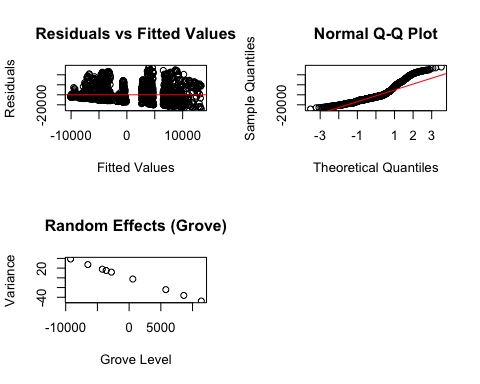 Residuals vs Fitted Values
Residuals
-20000
-10000 0 10000
Fitted Values
Normal Q-Q Plot
Sample Quantiles
-20000
-3 -1 1 2 3
Theoretical Quantiles
Random Effects (Grove)
Variance
-40 20
-10000 0 5000
Grove Level